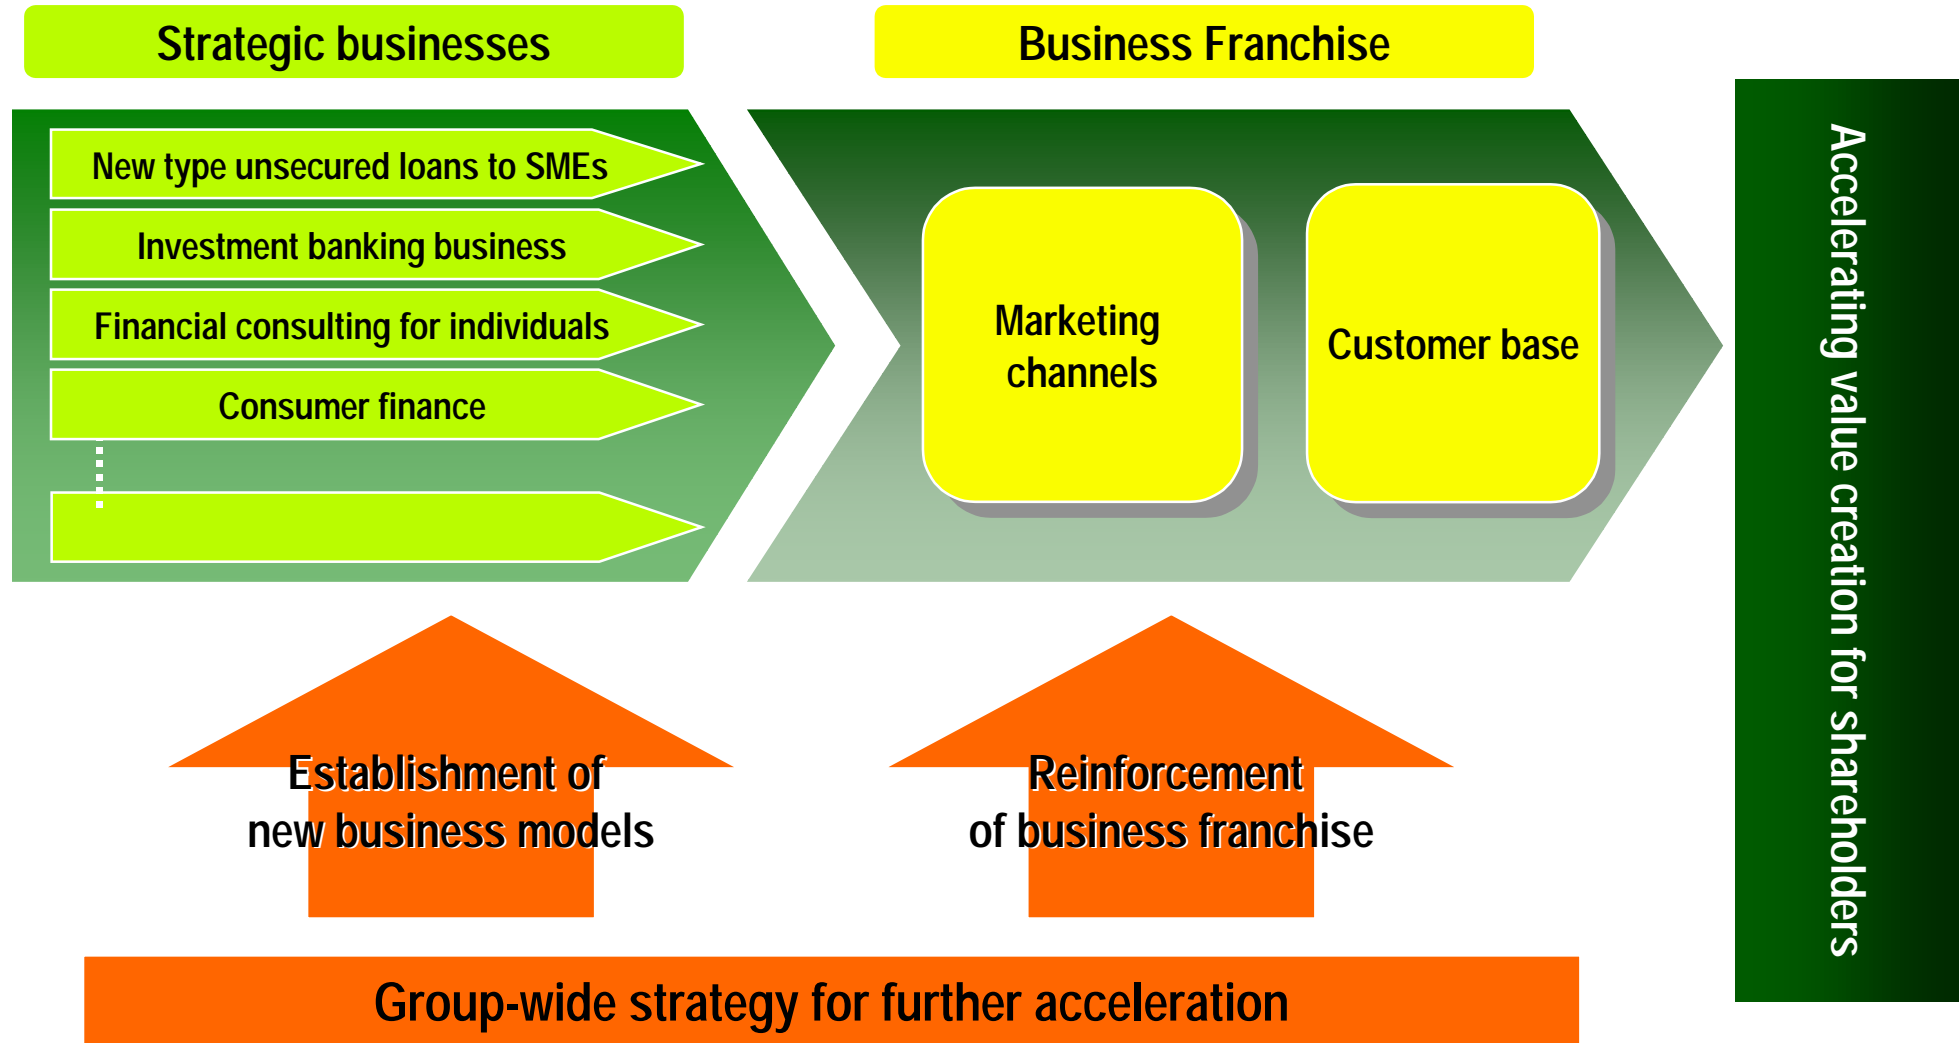 Strategic businesses
Business Franchise
New type unsecured loans to SMEs
Investment banking business
Financial consulting for individuals
Consumer finance
Marketing
channels
Customer base
Accelerating value creation for shareholders
Establishment of
new business models
Reinforcement
of business franchise
Group-wide strategy for further acceleration